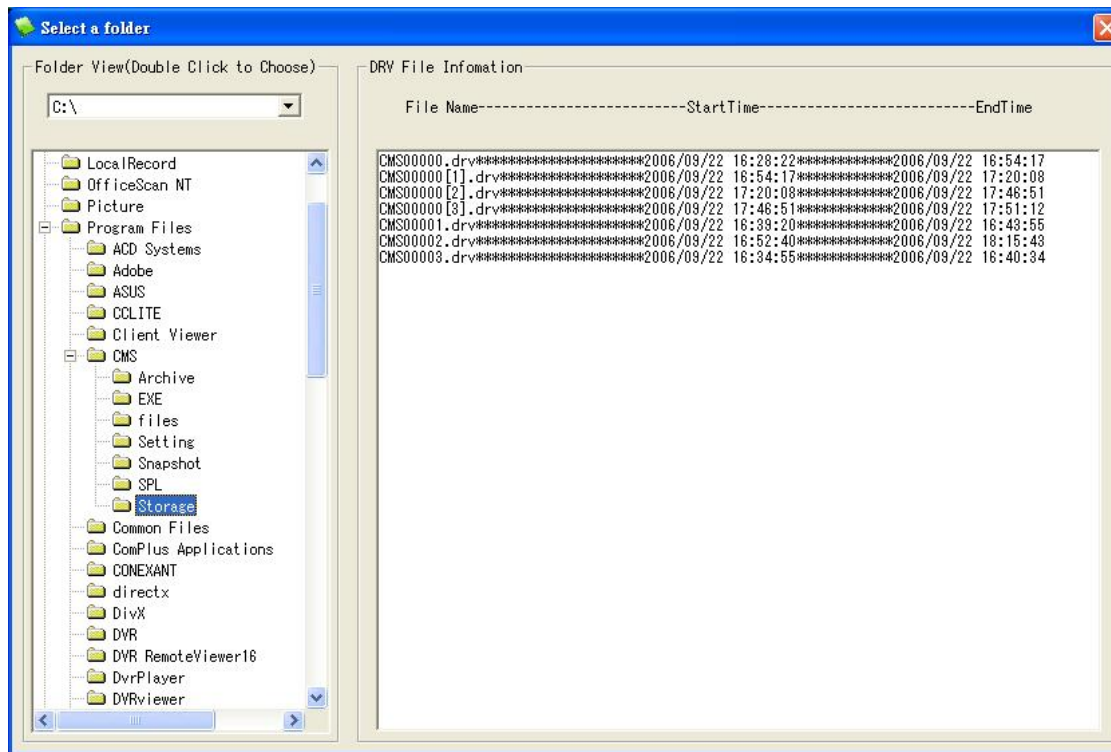 Select a folder
Folder View(Double Click to Choose)
C:\
LocalRecord
OfficeScan NT
Picture
Program Files
ACD Systems
Adobe
ASUS
CCLITE
Client Viewer
CMS
Archive
EXE
files
Setting
Snapshot
SPL
Storage
Common Files
ComPlus Applications
CONEXANT
directx
DivX
DVR
DVR RemoteViewer16
DvrPlayer
DVRviewer
DRV File Infomation
File Name--------------------------StartTime---------------------------EndTime
CMS00000.drv*********************2006/09/22 16:28:22************2006/09/22 16:54:17
CMS00000[1].drv******************2006/09/22 16:54:17************2006/09/22 17:20:08
CMS00000[2].drv******************2006/09/22 17:20:08************2006/09/22 17:46:51
CMS00000[3].drv******************2006/09/22 17:46:51************2006/09/22 17:51:12
CMS00001.drv*********************2006/09/22 16:39:20************2006/09/22 16:43:55
CMS00002.drv*********************2006/09/22 16:52:40************2006/09/22 18:15:43
CMS00003.drv*********************2006/09/22 16:34:55************2006/09/22 16:40:34